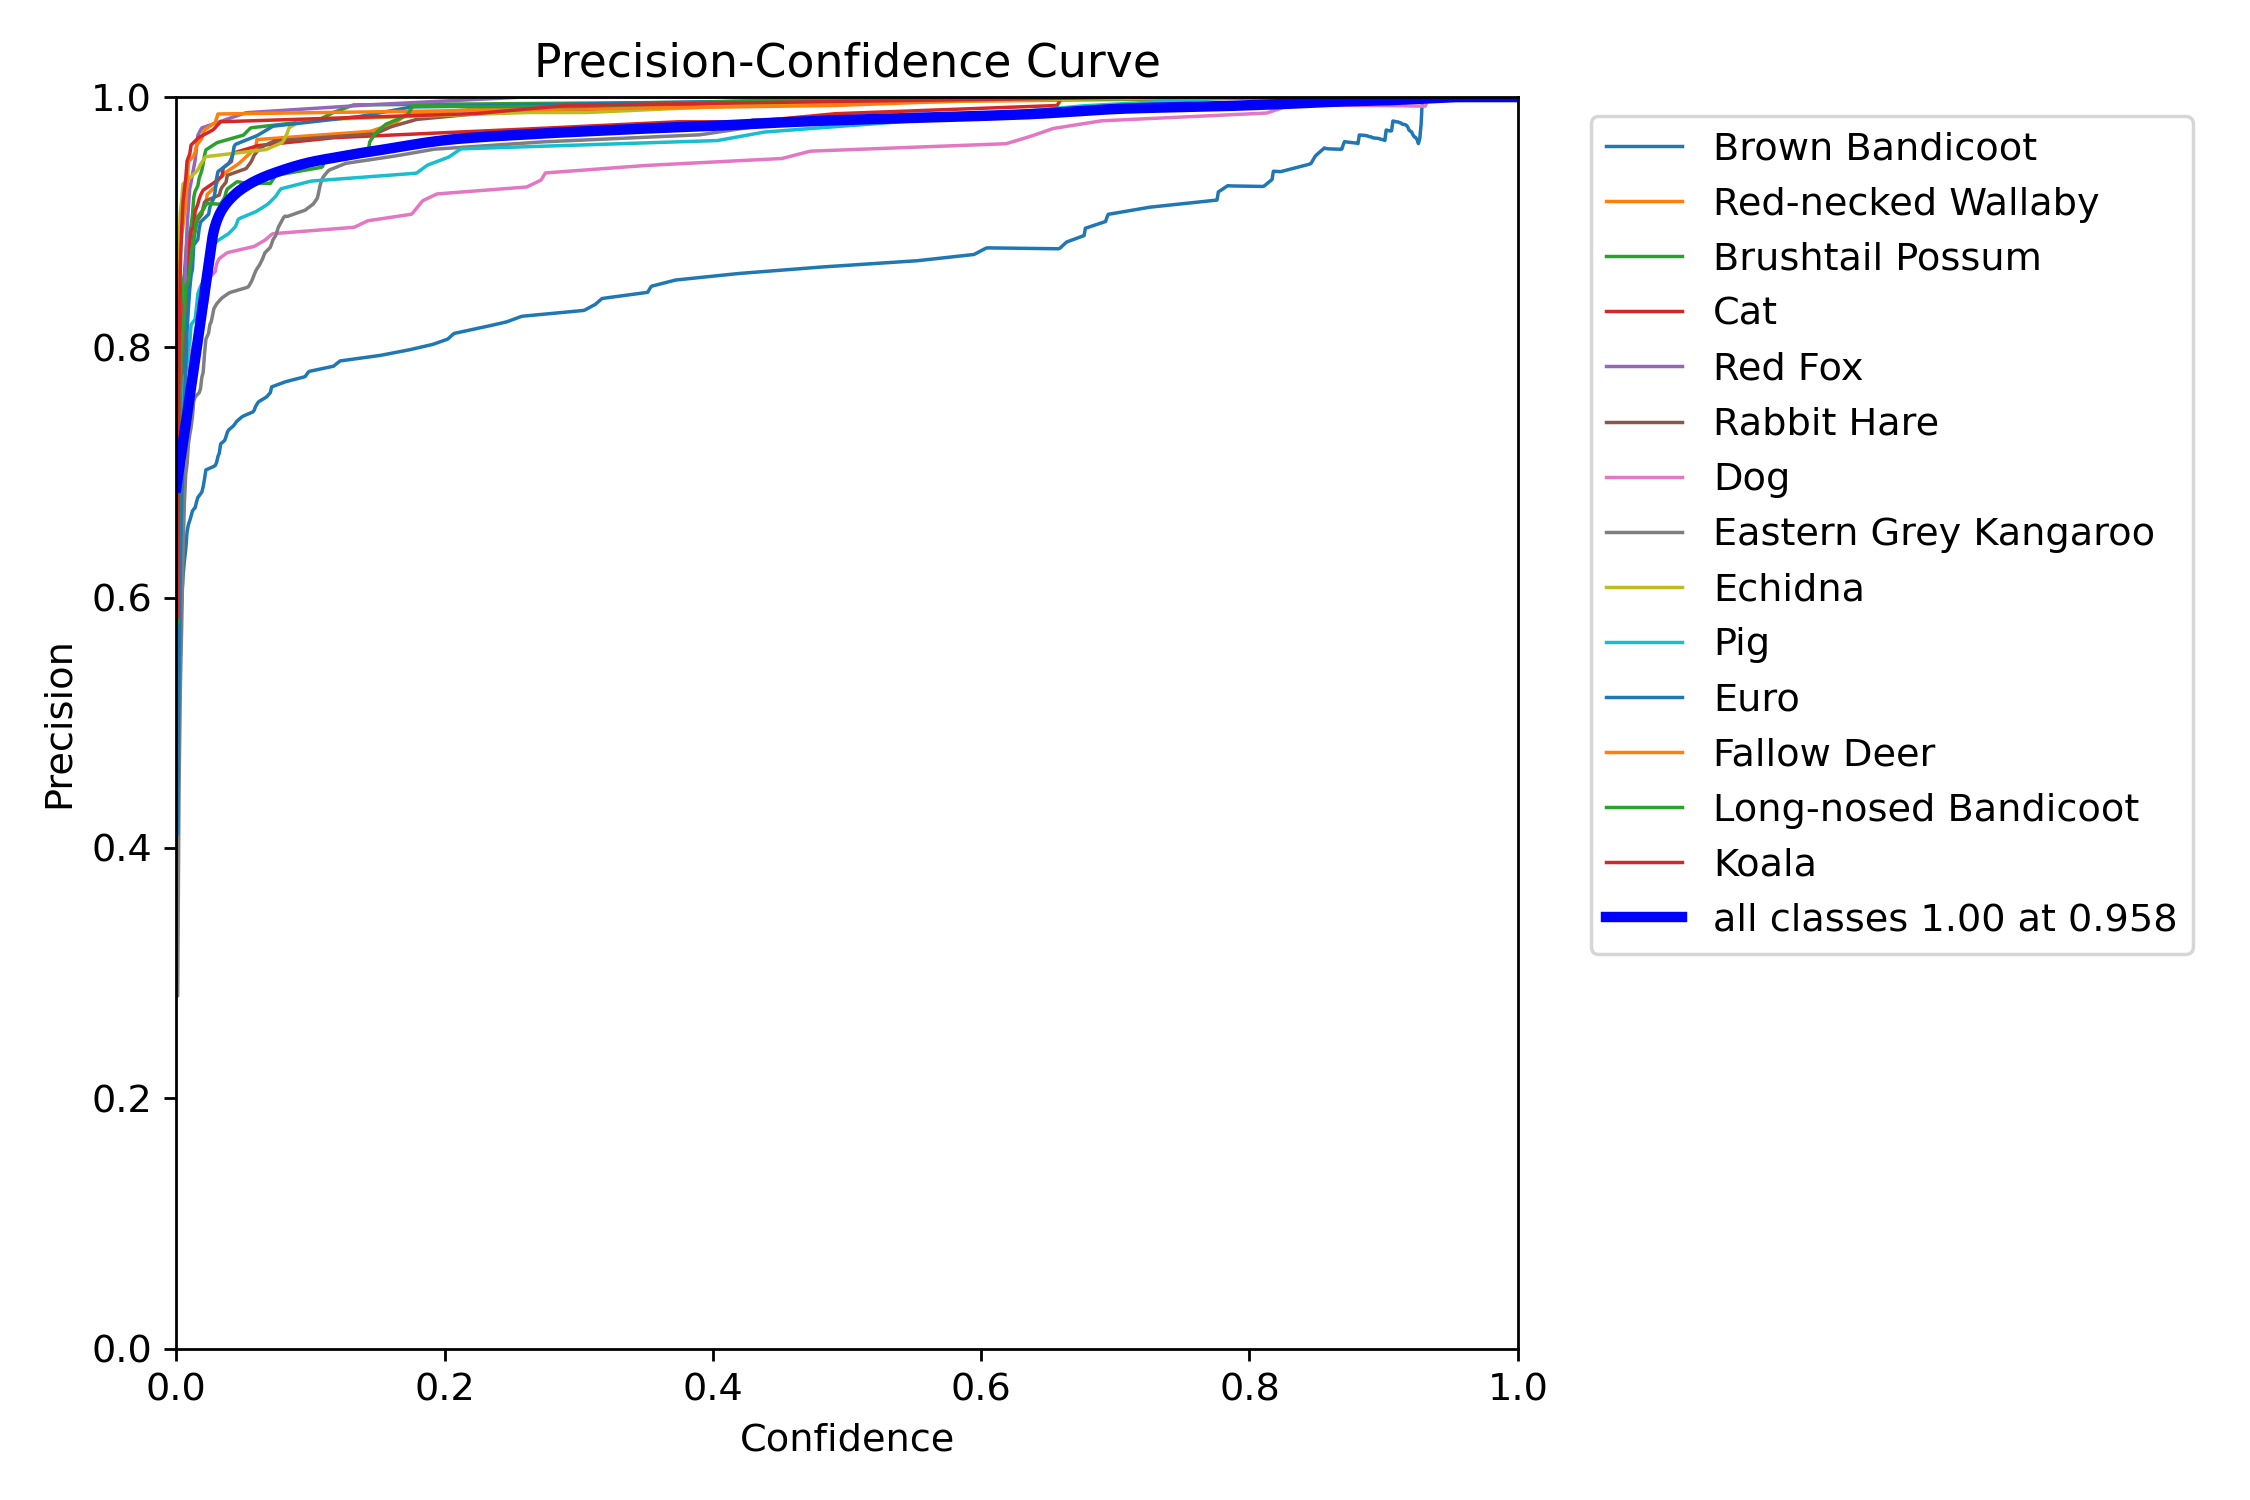 Precision-Confidence Curve
1.0
0.8
0.6
0.4
0.2
0.0
Precision
0.0 0.2 0.4 0.6 0.8 1.0
Confidence
Brown Bandicoot
Red-necked Wallaby
Brushtail Possum
Cat
Red Fox
Rabbit Hare
Dog
Eastern Grey Kangaroo
Echidna
Pig
Euro
Fallow Deer
Long-nosed Bandicoot
Koala
all classes 1.00 at 0.958